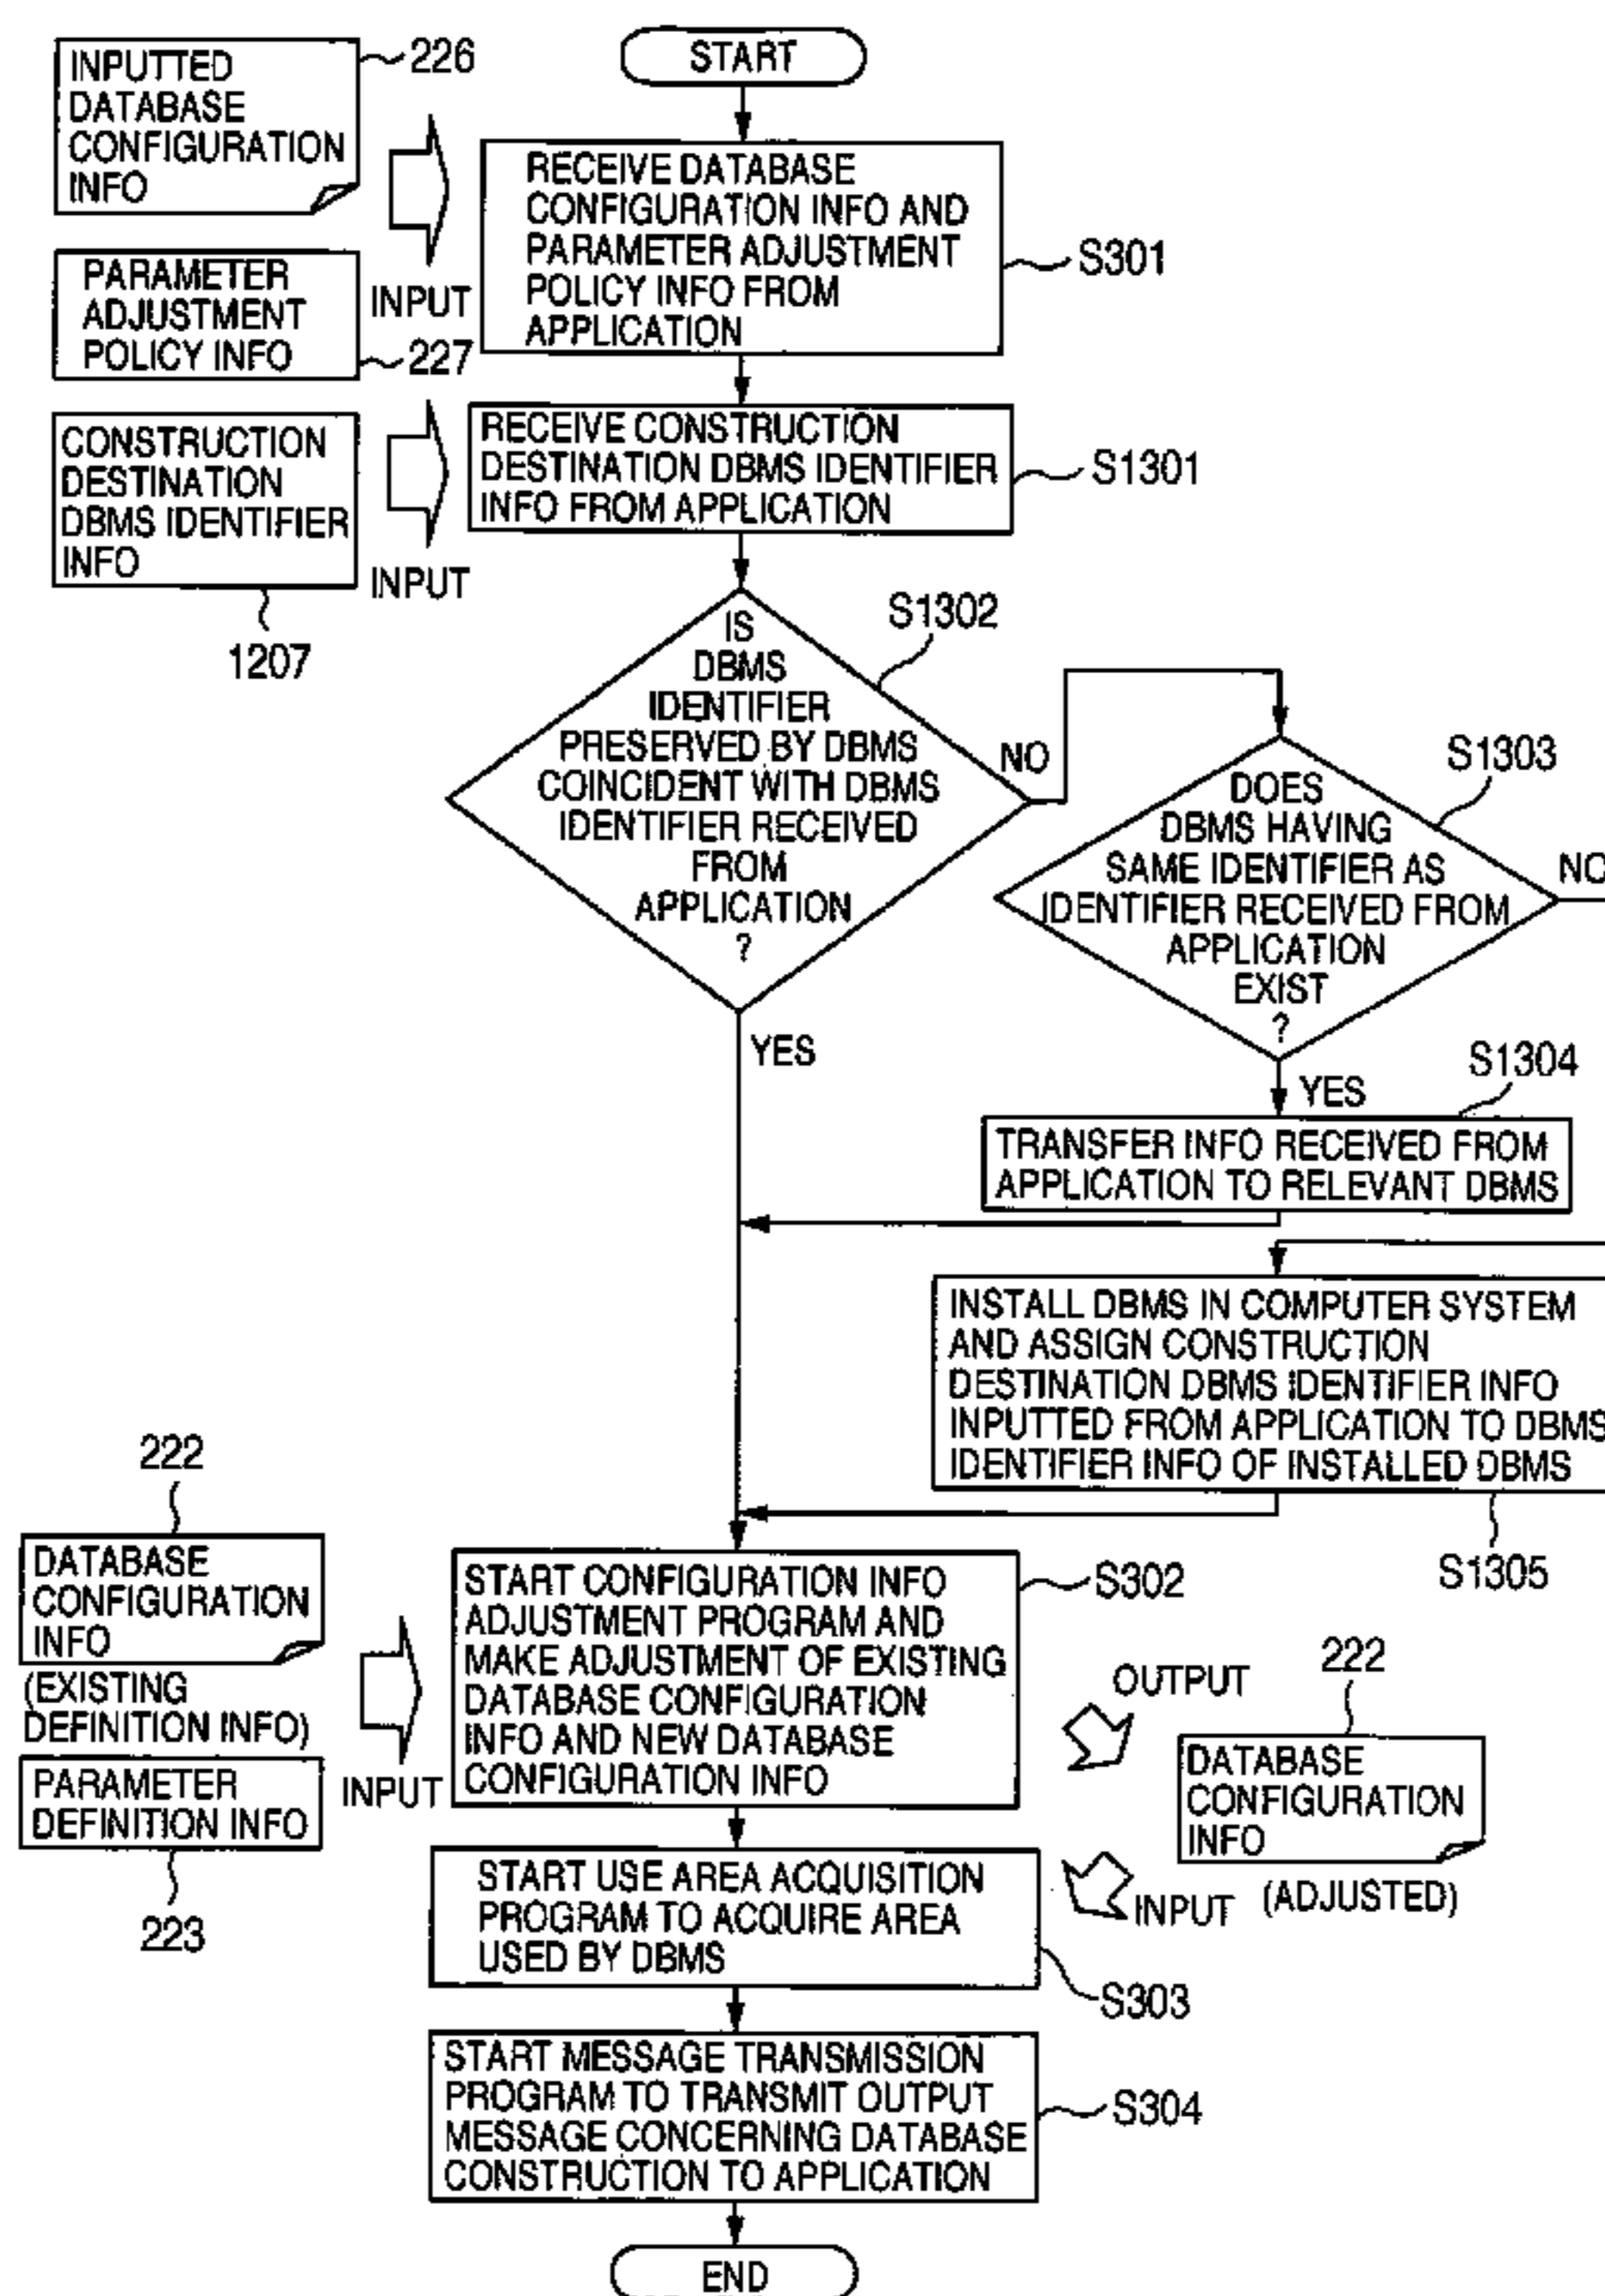 START
INPUTTED
DATABASE
CONFIGURATION
INFO
226
RECEIVE DATABASE
CONFIGURATION INFO AND
PARAMETER ADJUSTMENT
POLICY INFO FROM
APPLICATION
S301
PARAMETER
ADJUSTMENT
POLICY INFO
227
INPUT
CONSTRUCTION
DESTINATION
DBMS IDENTIFIER
INFO
1207
INPUT
RECEIVE CONSTRUCTION
DESTINATION DBMS IDENTIFIER
INFO FROM APPLICATION
S1301
IS
DBMS
IDENTIFIER
PRESERVED BY DBMS
COINCIDENT WITH DBMS
IDENTIFIER RECEIVED
FROM
APPLICATION
?
S1302
NO
YES
DOES
DBMS HAVING
SAME IDENTIFIER AS
IDENTIFIER RECEIVED FROM
APPLICATION
EXIST
?
S1303
NO
YES
S1304
TRANSFER INFO RECEIVED FROM
APPLICATION TO RELEVANT DBMS
INSTALL DBMS IN COMPUTER SYSTEM
AND ASSIGN CONSTRUCTION
DESTINATION DBMS IDENTIFIER INFO
INPUTTED FROM APPLICATION TO DBMS
IDENTIFIER INFO OF INSTALLED DBMS
S1305
222
DATABASE
CONFIGURATION
INFO
(EXISTING
DEFINITION INFO)
PARAMETER
DEFINITION INFO
223
INPUT
START CONFIGURATION INFO
ADJUSTMENT PROGRAM AND
MAKE ADJUSTMENT OF EXISTING
DATABASE CONFIGURATION
INFO AND NEW DATABASE
CONFIGURATION INFO
S302
OUTPUT
222
DATABASE
CONFIGURATION
INFO
(ADJUSTED)
INPUT
START USE AREA ACQUISITION
PROGRAM TO ACQUIRE AREA
USED BY DBMS
S303
START MESSAGE TRANSMISSION
PROGRAM TO TRANSMIT OUTPUT
MESSAGE CONCERNING DATABASE
CONSTRUCTION TO APPLICATION
S304
END